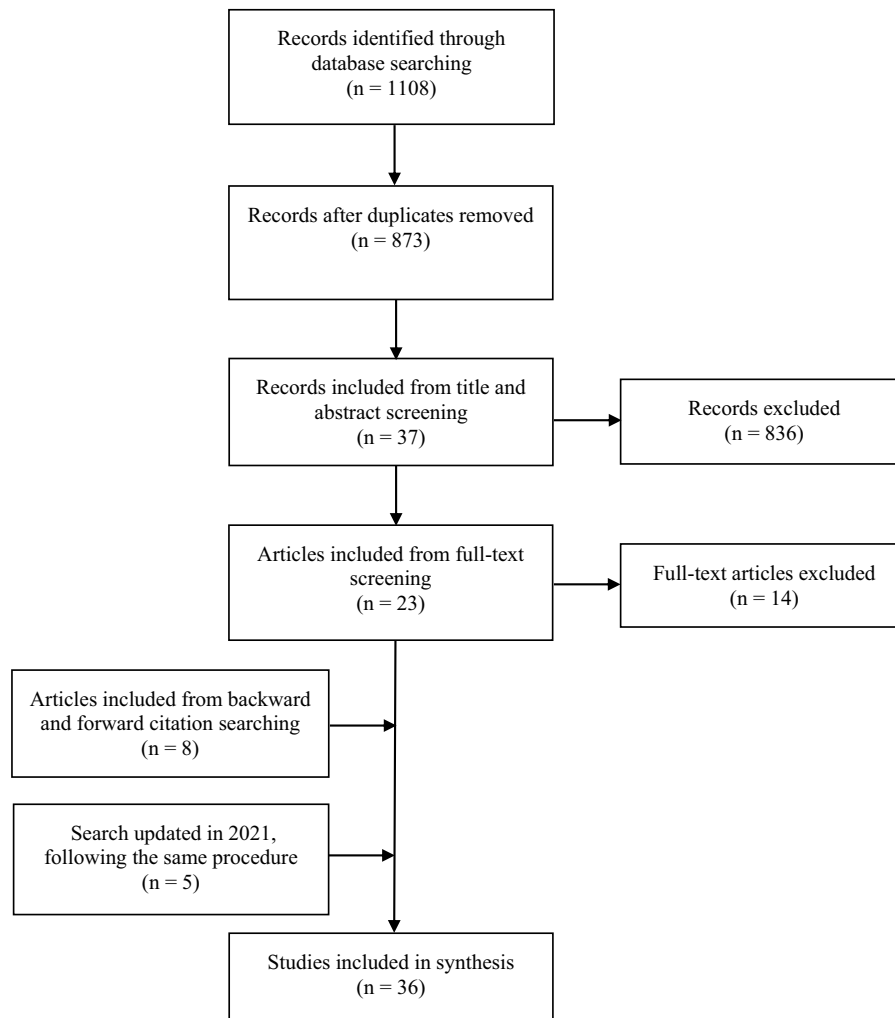 Records identified through
database searching
(n = 1108)
Records after duplicates removed
(n = 873)
Records included from title and
abstract screening
(n = 37)
Records excluded
(n = 836)
Articles included from full-text
screening
(n = 23)
Full-text articles excluded
(n = 14)
Articles included from backward
and forward citation searching
(n = 8)
Search updated in 2021,
following the same procedure
(n = 5)
Studies included in synthesis
(n = 36)